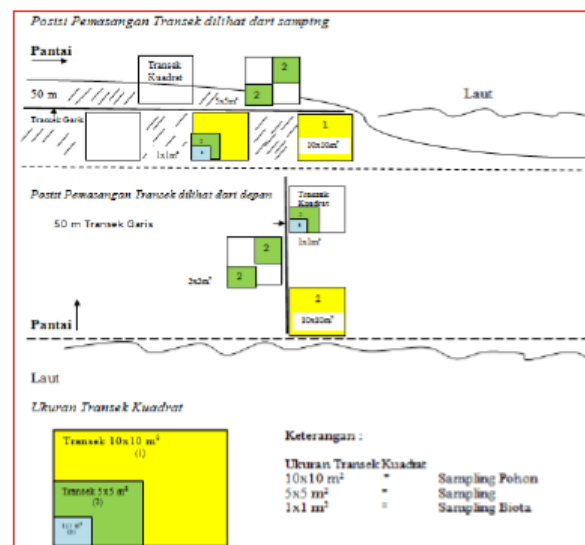 Posisi Pemasangan Transek dilihat dari samping
Pantai
Transek
Kuadrat
2
50 m
2
5x5m²
Laut
Transek Garis
1
10x10m²
1x1m²
Posisi Pemasangan Transek dilihat dari depan
Transek
Kuadrat
50 m Transek Garis
1x1m²
2
2
1
10x10m²
Pantai
Laut
Ukuran Transek Kuadrat
Transek 10x10 m²
(1)
Transek 5x5 m²
(2)
1x1 m²
Keterangan :
Ukuran Transek Kuadrat
10x10 m² " Sampling Pohon
5x5 m² " Sampling
1x1 m² " Sampling Biota